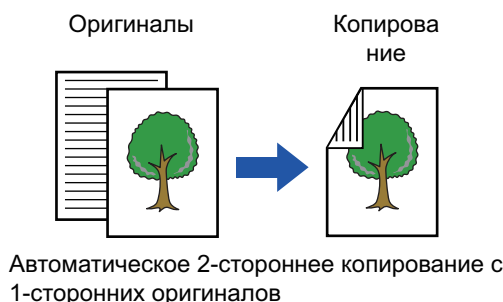 Оригиналы
Копирова
ние
Автоматическое 2-стороннее копирование с
1-сторонних оригиналов